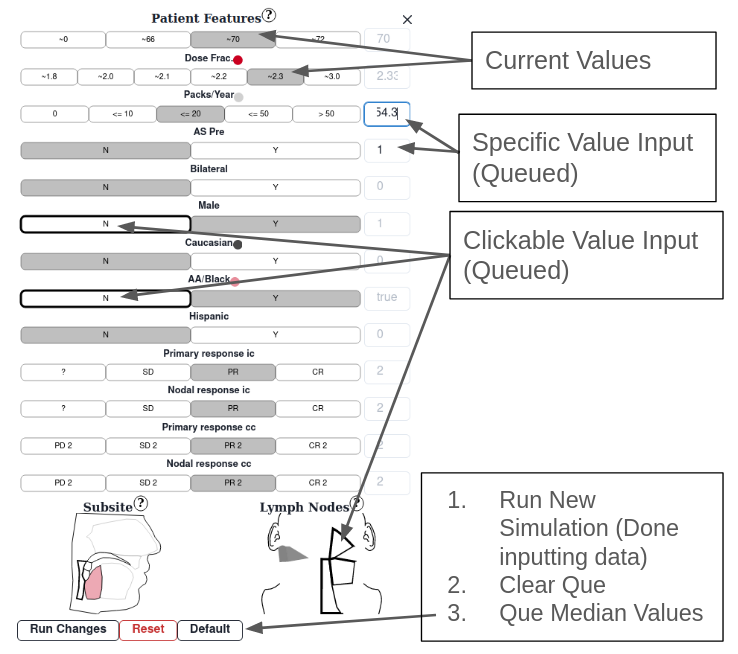 Patient Features ?
~0 ~66 ~70 ~72 70
Dose Frac.
~1.8 ~2.0 ~2.1 ~2.2 ~2.3 ~3.0 2.33
Packs/Year
0 <= 10 <= 20 <= 50 > 50 54.3
AS Pre
N Y 1
Bilateral
N Y 0
Male
N Y 1
Caucasian
N Y 0
AA/Black
N Y true
Hispanic
N Y 0
Primary response ic
? SD PR CR 2
Nodal response ic
? SD PR CR 2
Primary response cc
PD 2 SD 2 PR 2 CR 2 2
Nodal response cc
PD 2 SD 2 PR 2 CR 2 2
Subsite ? Lymph Nodes ?
Run Changes Reset Default
Current Values
Specific Value Input
(Queued)
Clickable Value Input
(Queued)
1. Run New
Simulation (Done
inputting data)
2. Clear Que
3. Que Median Values